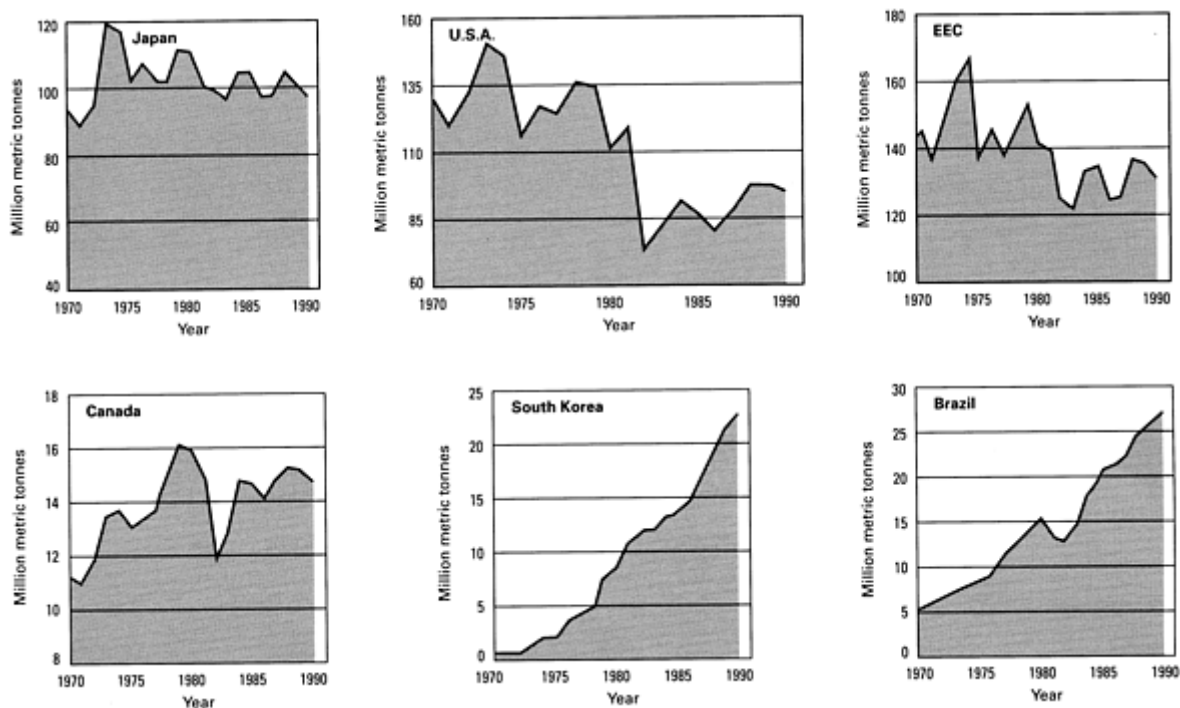 Japan
Million metric tonnes
120
100
80
60
40
1970 1975 1980 1985 1990
Year
U.S.A.
Million metric tonnes
160
135
110
85
60
1970 1975 1980 1985 1990
Year
EEC
Million metric tonnes
180
160
140
120
100
1970 1975 1980 1985 1990
Year
Canada
Million metric tonnes
18
16
14
12
10
8
1970 1975 1980 1985 1990
Year
South Korea
Million metric tonnes
25
20
15
10
5
0
1970 1975 1980 1985 1990
Year
Brazil
Million metric tonnes
30
25
20
15
10
5
0
1970 1975 1980 1985 1990
Year